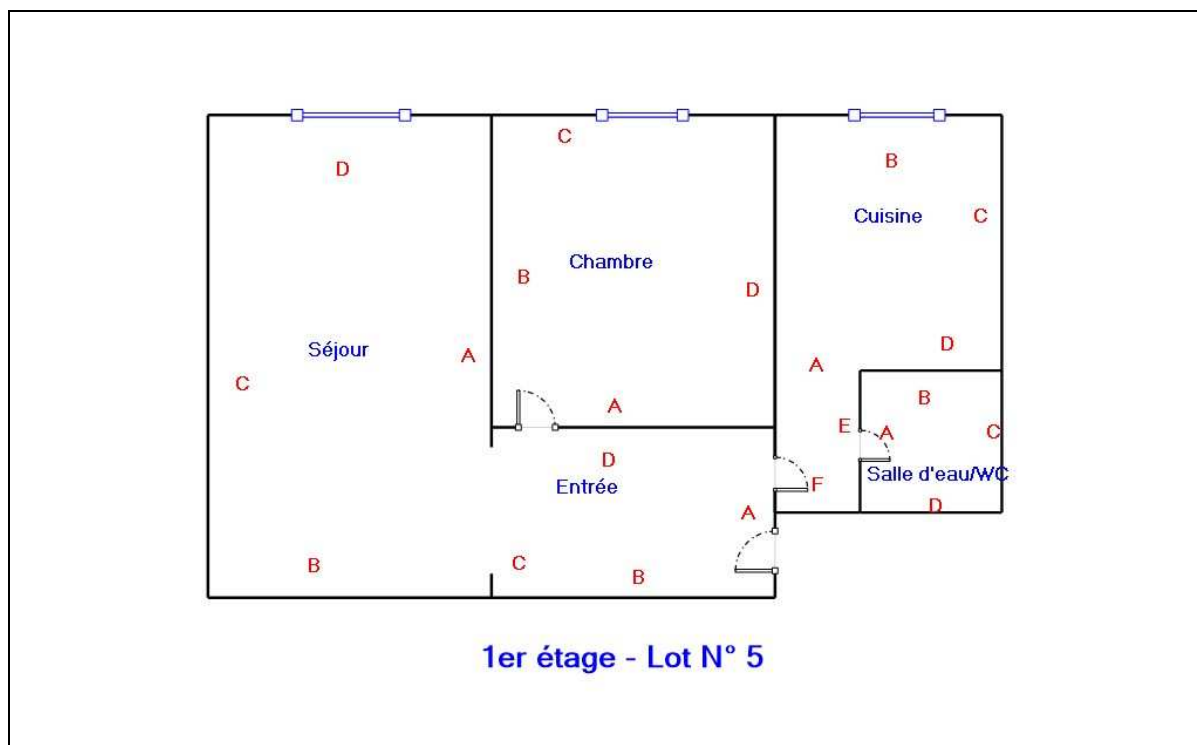 C
D
B
Cuisine
C
Chambre
B
D
Séjour
A
D
A
C
B
A
E
A
C
D
Entrée
Salle d'eau/WC
F
D
A
B
C
B
1er étage - Lot N° 5